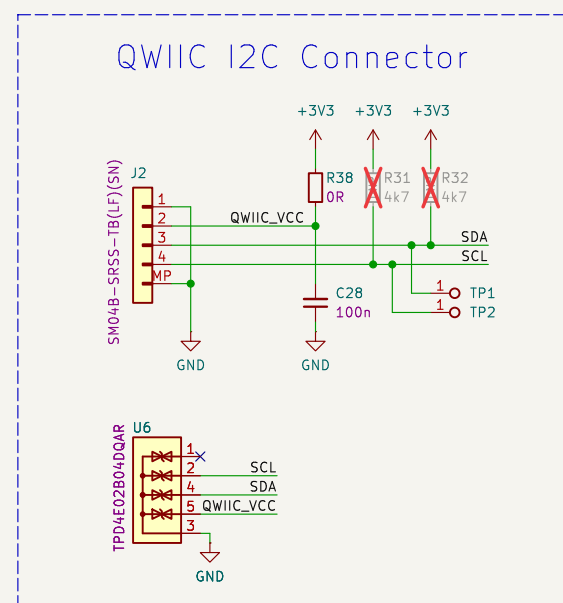 QWIIC I2C Connector
+3V3 +3V3 +3V3
J2
SM04B-SRSS-TB(LF)(SN)
1
2
3
4
MP
R38
0R
R31
4k7
R32
4k7
QWIIC_VCC
SDA
SCL
1 TP1
1 TP2
C28
100n
GND
GND
U6
TPD4E02B04DQAR
1
2 SCL
4 SDA
5 QWIIC_VCC
3
GND